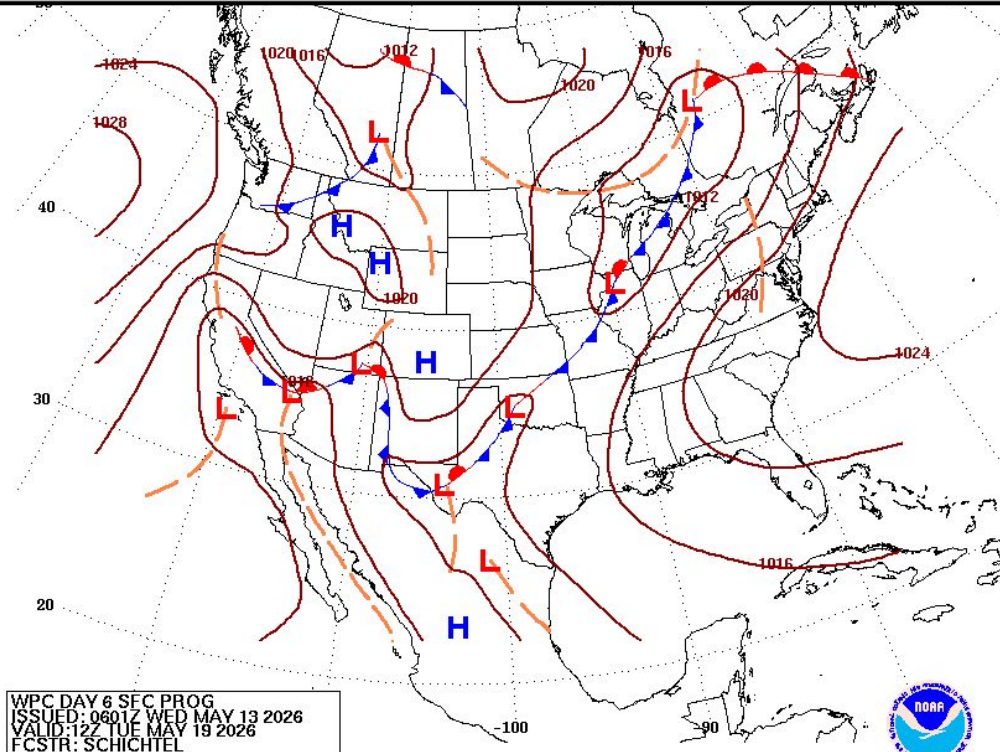 1024
1020
1016
1012
1016
1020
1028
L
L
40
1012
H
H
L
1020
1020
1024
H
L
L
30
L
L
L
L
1016
H
20
WPC DAY 6 SFC PROG
ISSUED: 0601Z WED MAY 13 2026
VALID:12Z TUE MAY 19 2026
FCSTR: SCHICHTEL
-100
-90
NOAA